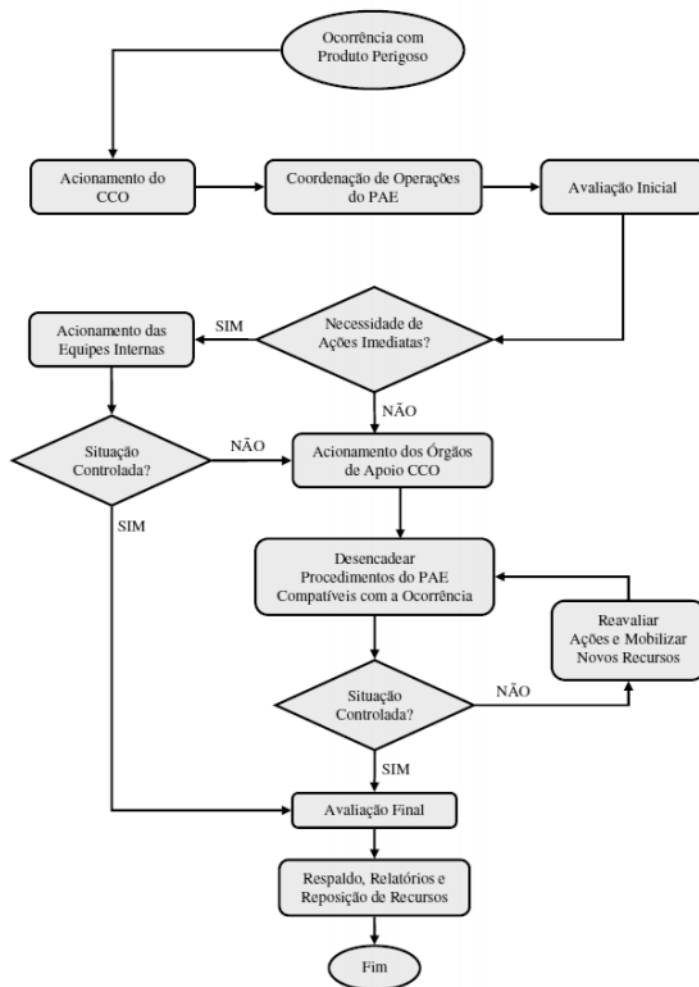 Ocorrência com
Produto Perigoso
Acionamento do
CCO
Coordenação de Operações
do PAE
Avaliação Inicial
Necessidade de
Ações Imediatas?
SIM
Acionamento das
Equipes Internas
NÃO
Situação
Controlada?
NÃO
Acionamento dos Órgãos
de Apoio CCO
SIM
Desencadear
Procedimentos do PAE
Compatíveis com a Ocorrência
Reavaliar
Ações e Mobilizar
Novos Recursos
Situação
Controlada?
NÃO
SIM
Avaliação Final
Respaldo, Relatórios e
Reposição de Recursos
Fim